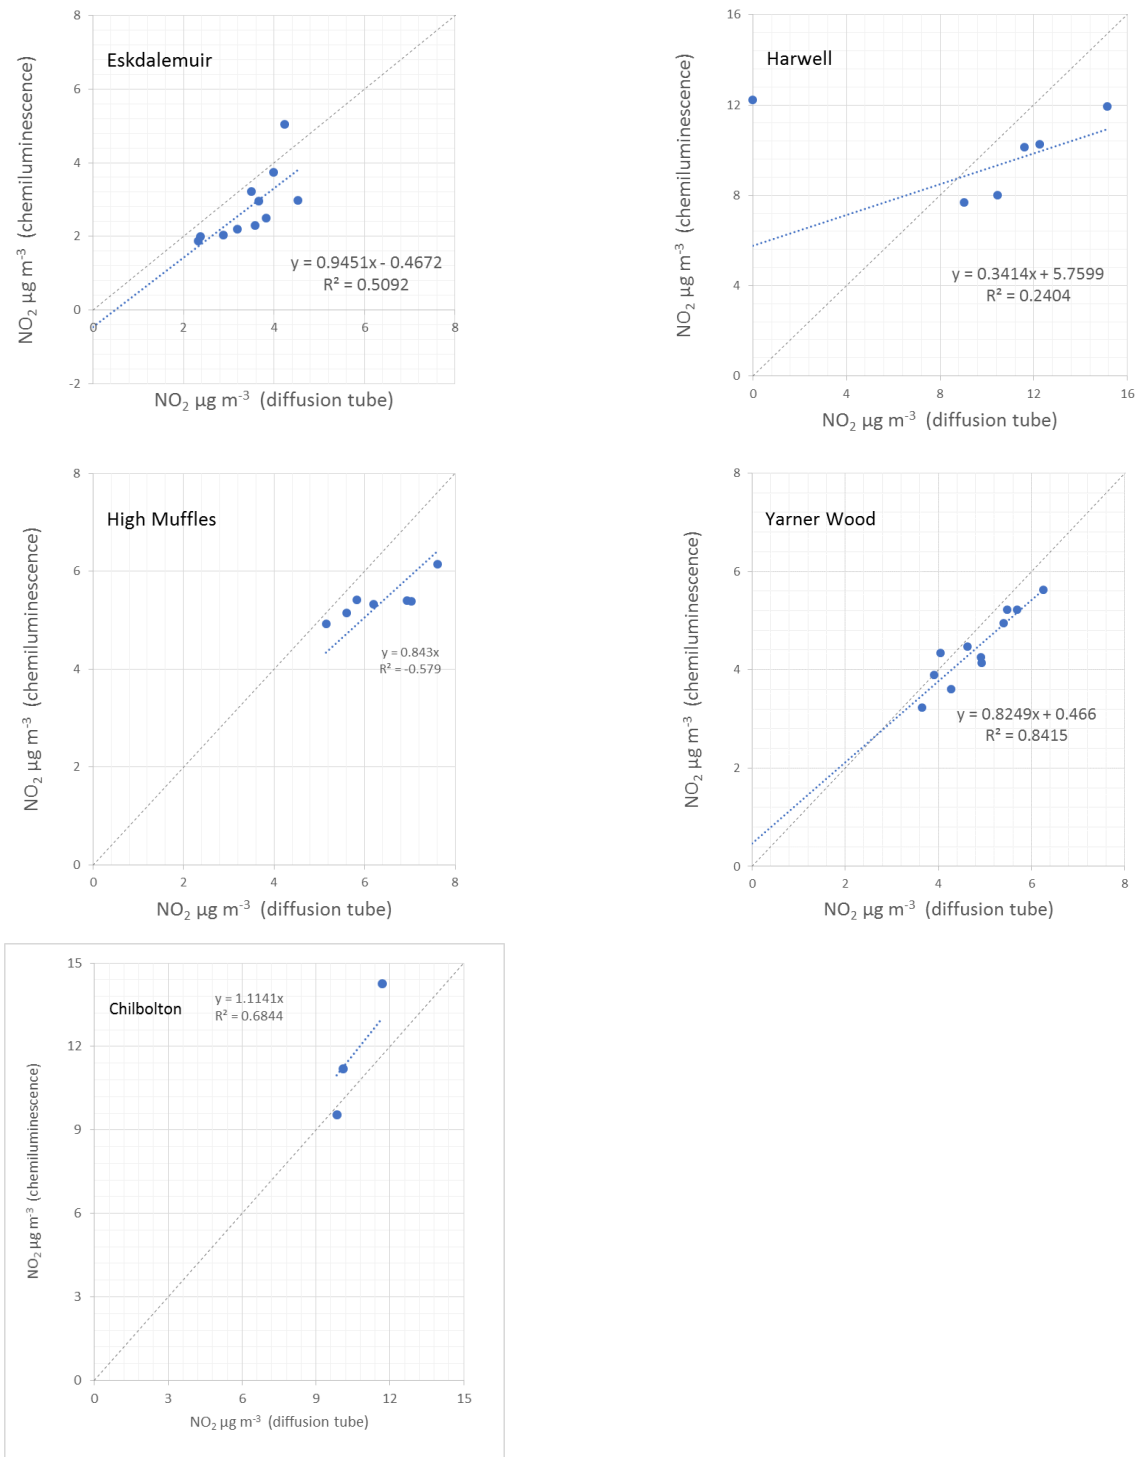 Eskdalemuir
8
6
4
2
0
-2
0
2
4
6
8
y = 0.9451x - 0.4672
R² = 0.5092
NO₂ µg m⁻³ (chemiluminescence)
NO₂ µg m⁻³ (diffusion tube)
Harwell
16
12
8
4
0
0
4
8
12
16
y = 0.3414x + 5.7599
R² = 0.2404
NO₂ µg m⁻³ (chemiluminescence)
NO₂ µg m⁻³ (diffusion tube)
High Muffles
8
6
4
2
0
0
2
4
6
8
y = 0.843x
R² = -0.579
NO₂ µg m⁻³ (chemiluminescence)
NO₂ µg m⁻³ (diffusion tube)
Yarner Wood
8
6
4
2
0
0
2
4
6
8
y = 0.8249x + 0.466
R² = 0.8415
NO₂ µg m⁻³ (chemiluminescence)
NO₂ µg m⁻³ (diffusion tube)
Chilbolton
15
12
9
6
3
0
0
3
6
9
12
15
y = 1.1141x
R² = 0.6844
NO₂ µg m⁻³ (chemiluminescence)
NO₂ µg m⁻³ (diffusion tube)